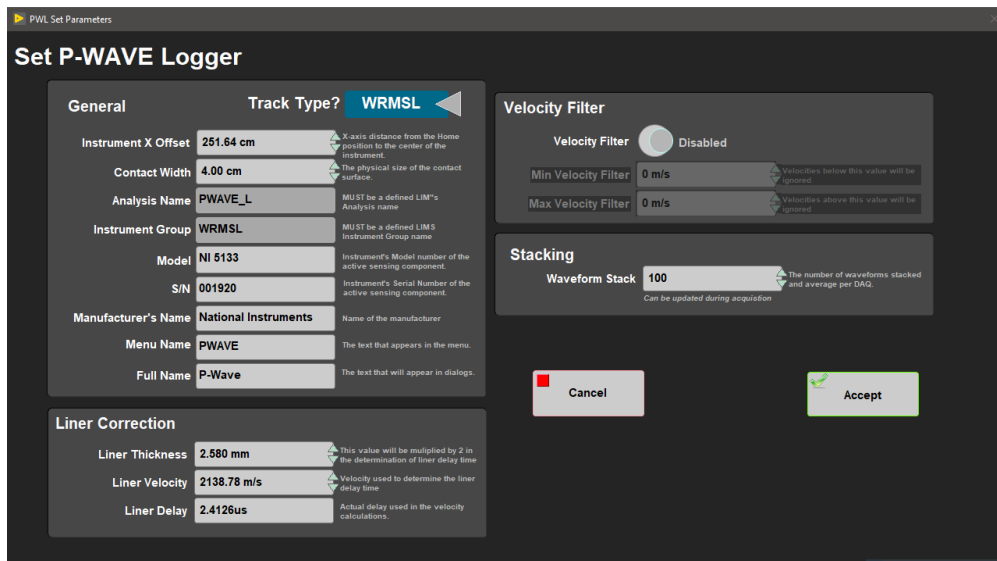 PWL Set Parameters
Set P-WAVE Logger
General
Track Type?
WRMSL
Instrument X Offset
251.64 cm
X-axis distance from the Home
position to the center of the
instrument.
Contact Width
4.00 cm
The physical size of the contact
surface.
Analysis Name
PWAVE_L
MUST be a defined LIM"s
Analysis name
Instrument Group
WRMSL
MUST be a defined LIMS
Instrument Group name
Model
NI 5133
Instrument's Model number of the
active sensing component.
S/N
001920
Instrument's Serial Number of the
active sensing component.
Manufacturer's Name
National Instruments
Name of the manufacturer
Menu Name
PWAVE
The text that appears in the menu.
Full Name
P-Wave
The text that will appear in dialogs.
Liner Correction
Liner Thickness
2.580 mm
This value will be muliplied by 2 in
the determination of liner delay time
Liner Velocity
2138.78 m/s
Velocity used to determine the liner
delay time
Liner Delay
2.4126us
Actual delay used in the velocity
calculations.
Velocity Filter
Velocity Filter
Disabled
Min Velocity Filter
0 m/s
Velocities below this value will be
ignored
Max Velocity Filter
0 m/s
Velocities above this value will be
ignored
Stacking
Waveform Stack
100
The number of waveforms stacked
and average per DAQ.
Can be updated during acquistion
Cancel
Accept